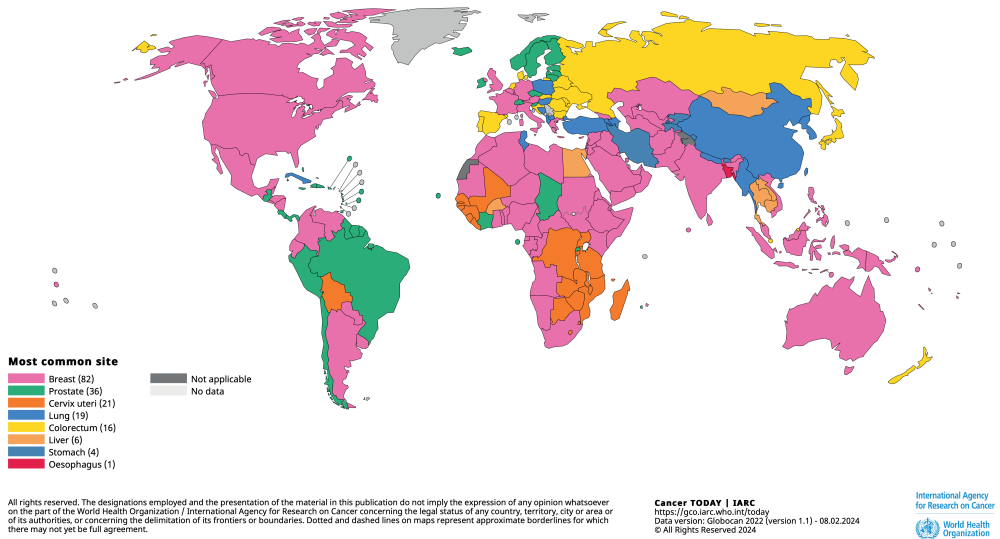 Most common site
Breast (82)
Prostate (36)
Cervix uteri (21)
Lung (19)
Colorectum (16)
Liver (6)
Stomach (4)
Oesophagus (1)
Not applicable
No data
All rights reserved. The designations employed and the presentation of the material in this publication do not imply the expression of any opinion whatsoever
on the part of the World Health Organization / International Agency for Research on Cancer concerning the legal status of any country, territory, city or area or
of its authorities, or concerning the delimitation of its frontiers or boundaries. Dotted and dashed lines on maps represent approximate borderlines for which
there may not yet be full agreement.
Cancer TODAY | IARC
https://gco.iarc.who.int/today
Data version: Globocan 2022 (version 1.1) - 08.02.2024
© All Rights Reserved 2024
International Agency
for Research on Cancer
World Health
Organization